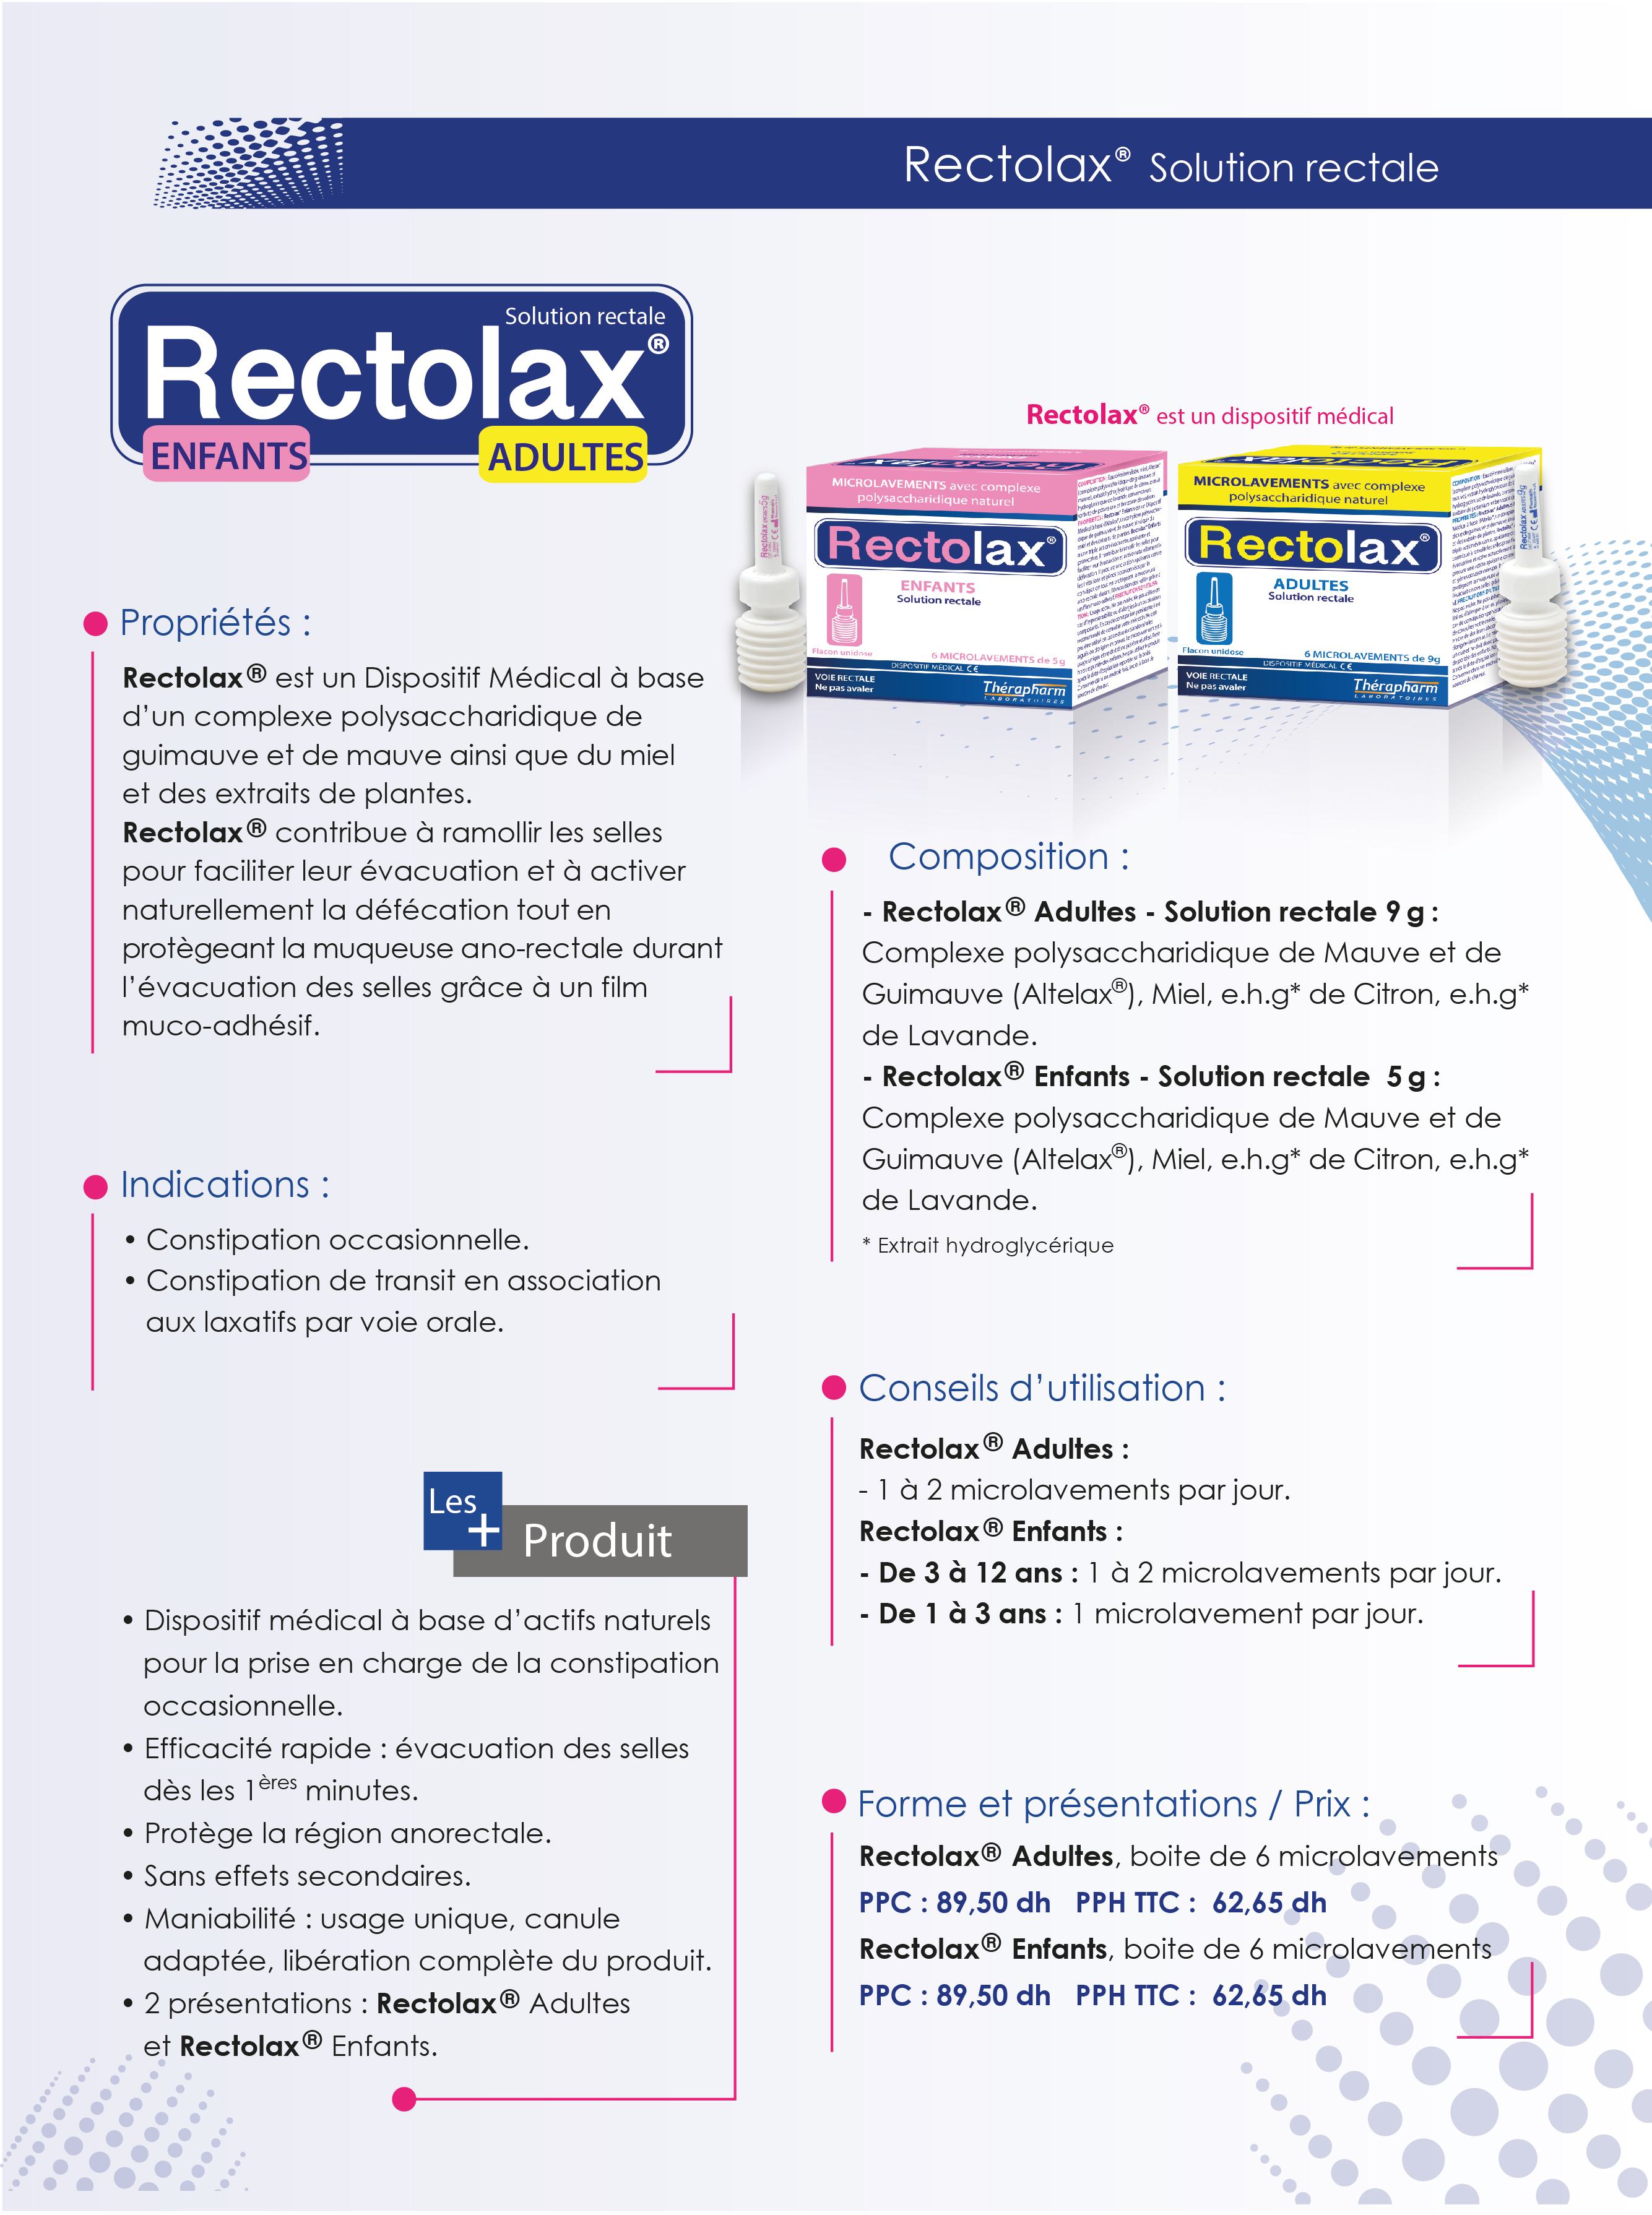 Rectolax® Solution rectale
Solution rectale
Rectolax®
ENFANTS
ADULTES
Rectolax® est un dispositif médical
MICROLAVEMENTS avec complexe
polysaccharidique naturel
Rectolax®
ENFANTS
Solution rectale
Flacon unidose
6 MICROLAVEMENTS de 5g
DISPOSITIF MÉDICAL CE
VOIE RECTALE
Ne pas avaler
Thérapharm
LABORATOIRES
MICROLAVEMENTS avec complexe
polysaccharidique naturel
Rectolax®
ADULTES
Solution rectale
Flacon unidose
6 MICROLAVEMENTS de 9g
DISPOSITIF MÉDICAL CE
VOIE RECTALE
Ne pas avaler
Thérapharm
LABORATOIRES
Propriétés :
Rectolax® est un Dispositif Médical à base
d’un complexe polysaccharidique de
guimauve et de mauve ainsi que du miel
et des extraits de plantes.
Rectolax® contribue à ramollir les selles
pour faciliter leur évacuation et à activer
naturellement la défécation tout en
protègeant la muqueuse ano-rectale durant
l’évacuation des selles grâce à un film
muco-adhésif.
Indications :
• Constipation occasionnelle.
• Constipation de transit en association
aux laxatifs par voie orale.
Les +
Produit
• Dispositif médical à base d’actifs naturels
pour la prise en charge de la constipation
occasionnelle.
• Efficacité rapide : évacuation des selles
dès les 1ères minutes.
• Protège la région anorectale.
• Sans effets secondaires.
• Maniabilité : usage unique, canule
adaptée, libération complète du produit.
• 2 présentations : Rectolax® Adultes
et Rectolax® Enfants.
Composition :
- Rectolax® Adultes - Solution rectale 9 g :
Complexe polysaccharidique de Mauve et de
Guimauve (Altelax®), Miel, e.h.g* de Citron, e.h.g*
de Lavande.
- Rectolax® Enfants - Solution rectale 5 g :
Complexe polysaccharidique de Mauve et de
Guimauve (Altelax®), Miel, e.h.g* de Citron, e.h.g*
de Lavande.
* Extrait hydroglycérique
Conseils d’utilisation :
Rectolax® Adultes :
- 1 à 2 microlavements par jour.
Rectolax® Enfants :
- De 3 à 12 ans : 1 à 2 microlavements par jour.
- De 1 à 3 ans : 1 microlavement par jour.
Forme et présentations / Prix :
Rectolax® Adultes, boite de 6 microlavements
PPC : 89,50 dh PPH TTC : 62,65 dh
Rectolax® Enfants, boite de 6 microlavements
PPC : 89,50 dh PPH TTC : 62,65 dh